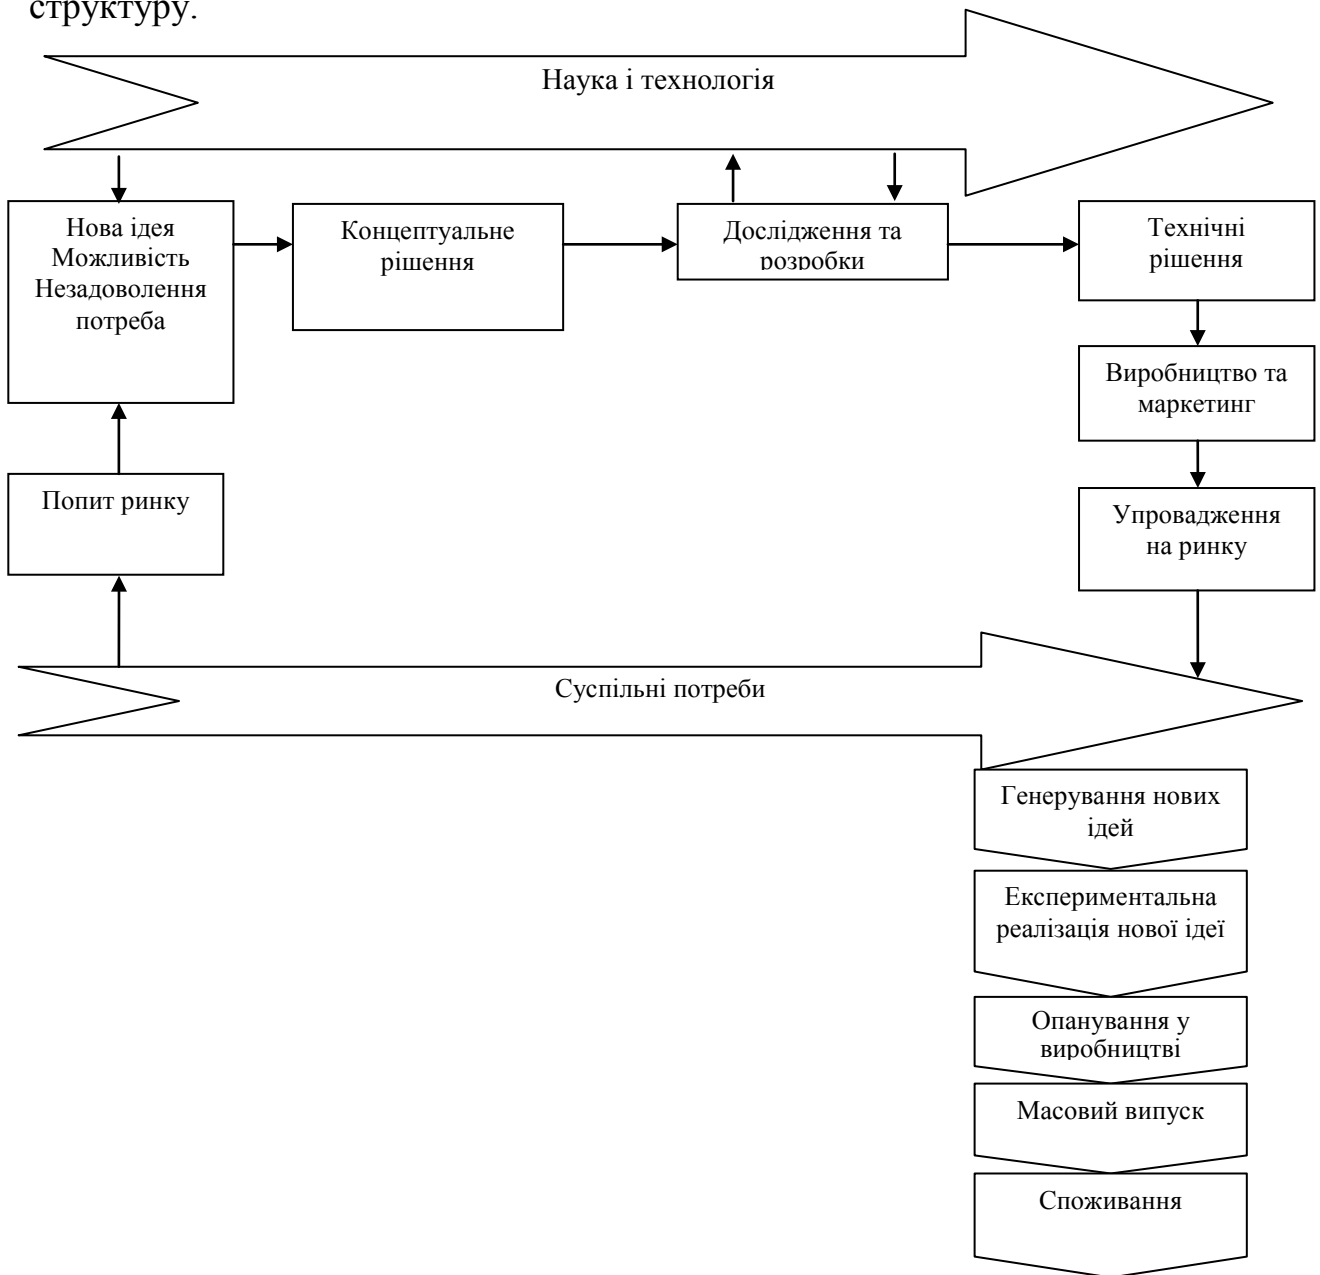 структуру.
Наука і технологія
Нова ідея
Можливість
Незадоволення
потреба
Концептуальне
рішення
Дослідження та
розробки
Технічні
рішення
Виробництво та
маркетинг
Попит ринку
Упровадження
на ринку
Суспільні потреби
Генерування нових
ідей
Експериментальна
реалізація нової ідеї
Опанування у
виробництві
Масовий випуск
Споживання